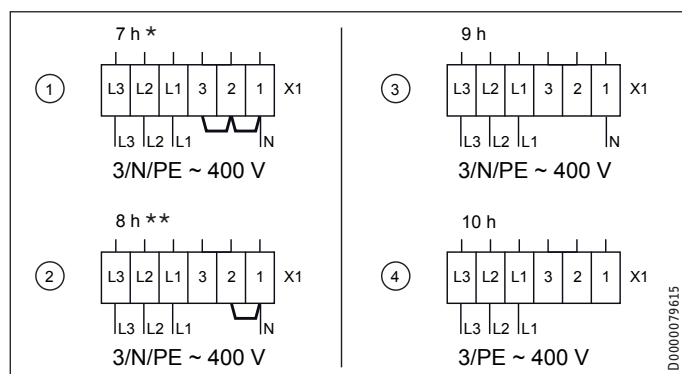 7 h *
1
L3 L2 L1 3 2 1 X1
L3 L2 L1 N
3/N/PE ~ 400 V
8 h **
2
L3 L2 L1 3 2 1 X1
L3 L2 L1 N
3/N/PE ~ 400 V
9 h
3
L3 L2 L1 3 2 1 X1
L3 L2 L1 N
3/N/PE ~ 400 V
10 h
4
L3 L2 L1 3 2 1 X1
L3 L2 L1
3/PE ~ 400 V
D0000079615